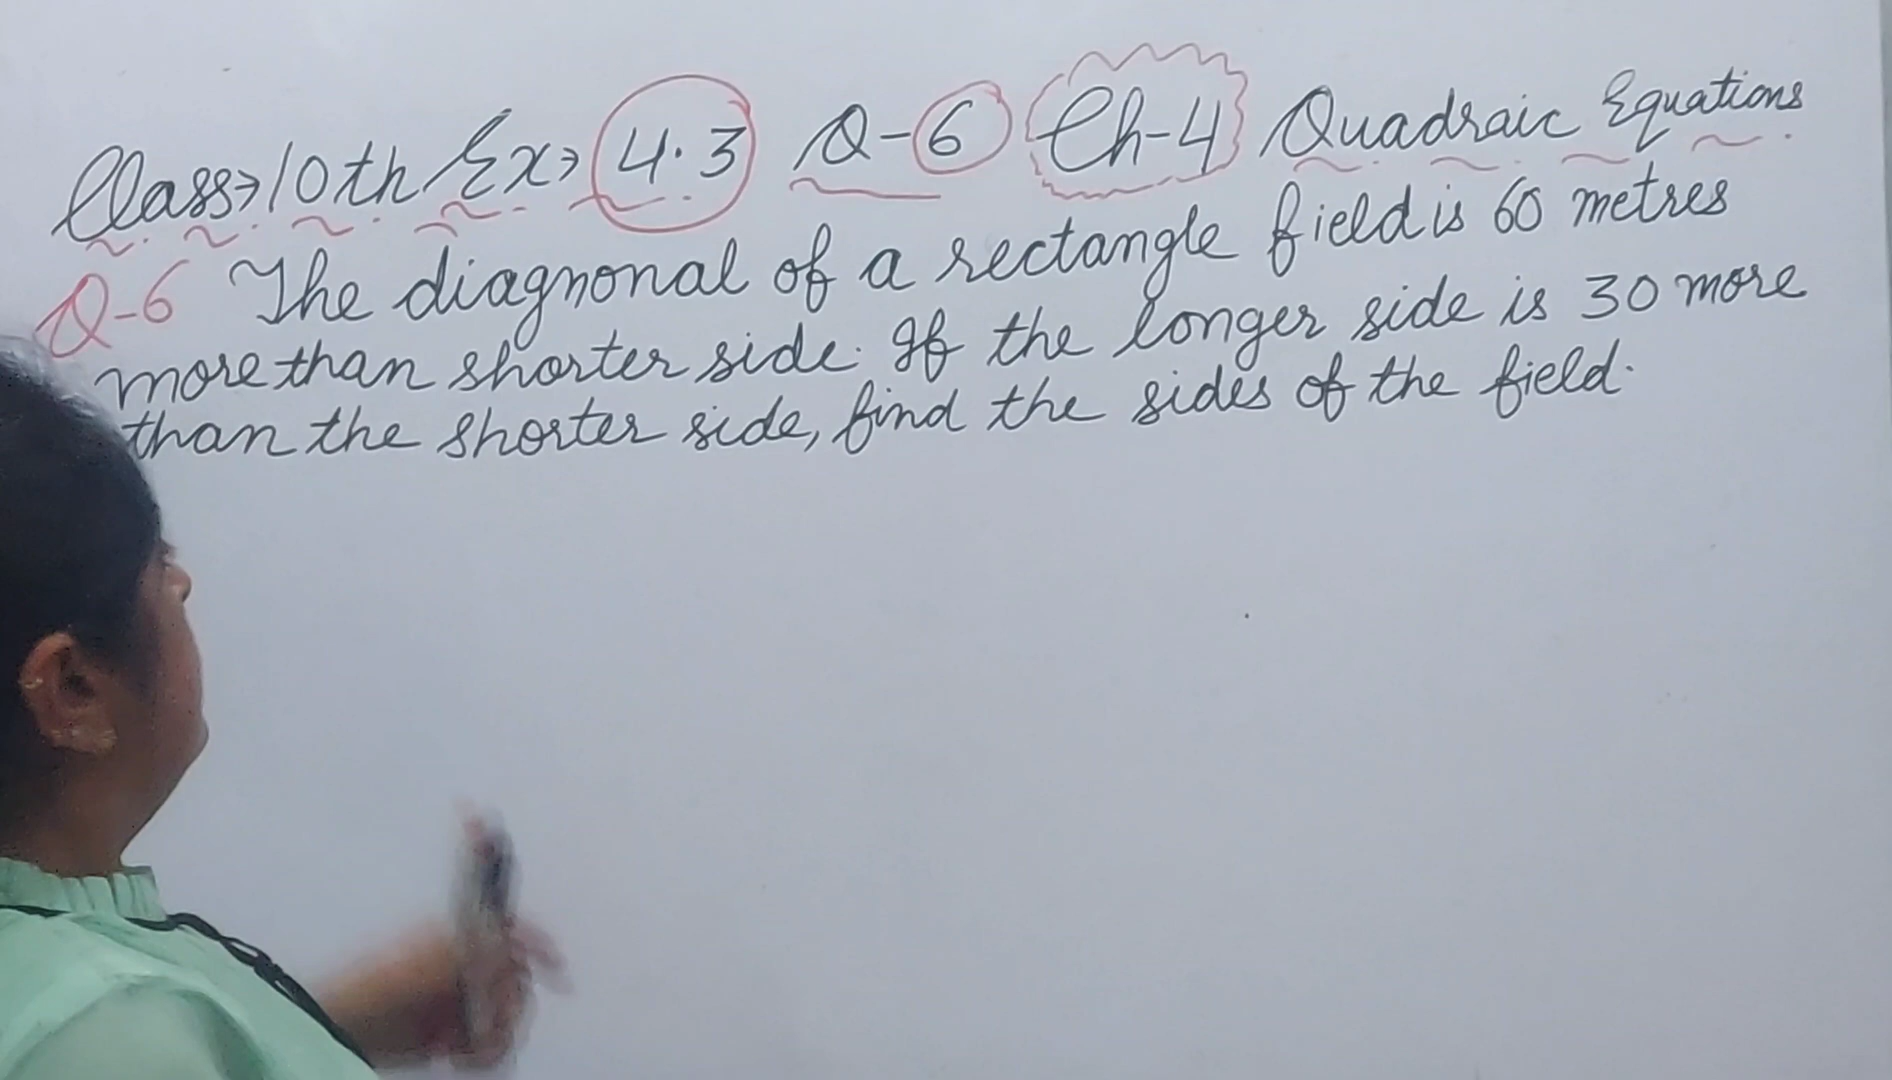 Class→10th Ex→ 4.3 Q-6 Ch-4 Quadraic Equations
Q-6 The diagnonal of a rectangle field is 60 metres
more than shorter side. If the longer side is 30 more
than the shorter side, find the sides of the field.